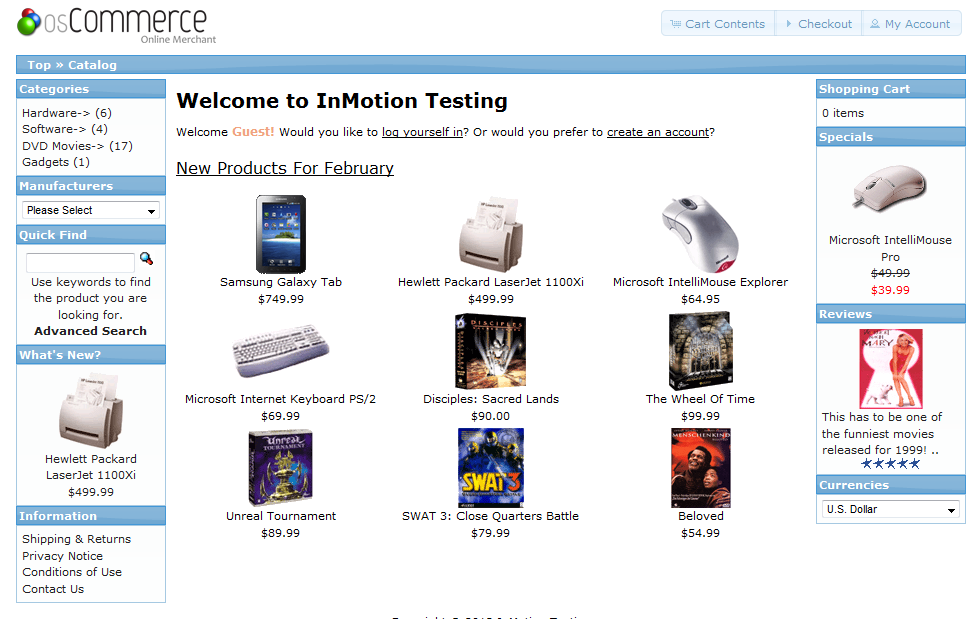 osCommerce
Online Merchant
Cart Contents
Checkout
My Account
Top » Catalog
Categories
Hardware-> (6)
Software-> (4)
DVD Movies-> (17)
Gadgets (1)
Manufacturers
Please Select
Quick Find
Use keywords to find
the product you are
looking for.
Advanced Search
What's New?
Hewlett Packard
LaserJet 1100Xi
$499.99
Information
Shipping & Returns
Privacy Notice
Conditions of Use
Contact Us
Welcome to InMotion Testing
Welcome Guest! Would you like to log yourself in? Or would you prefer to create an account?
New Products For February
Samsung Galaxy Tab
$749.99
Hewlett Packard LaserJet 1100Xi
$499.99
Microsoft IntelliMouse Explorer
$64.95
DISCIPLES
Microsoft Internet Keyboard PS/2
$69.99
Disciples: Sacred Lands
$90.00
The Wheel Of Time
$99.99
Unreal
TOURNAMENT
SWAT 3
MENSCHENKIND
Unreal Tournament
$89.99
SWAT 3: Close Quarters Battle
$79.99
Beloved
$54.99
Shopping Cart
0 items
Specials
Microsoft IntelliMouse
Pro
$49.99
$39.99
Reviews
MARY
This has to be one of
the funniest movies
released for 1999! ..
Currencies
U.S. Dollar